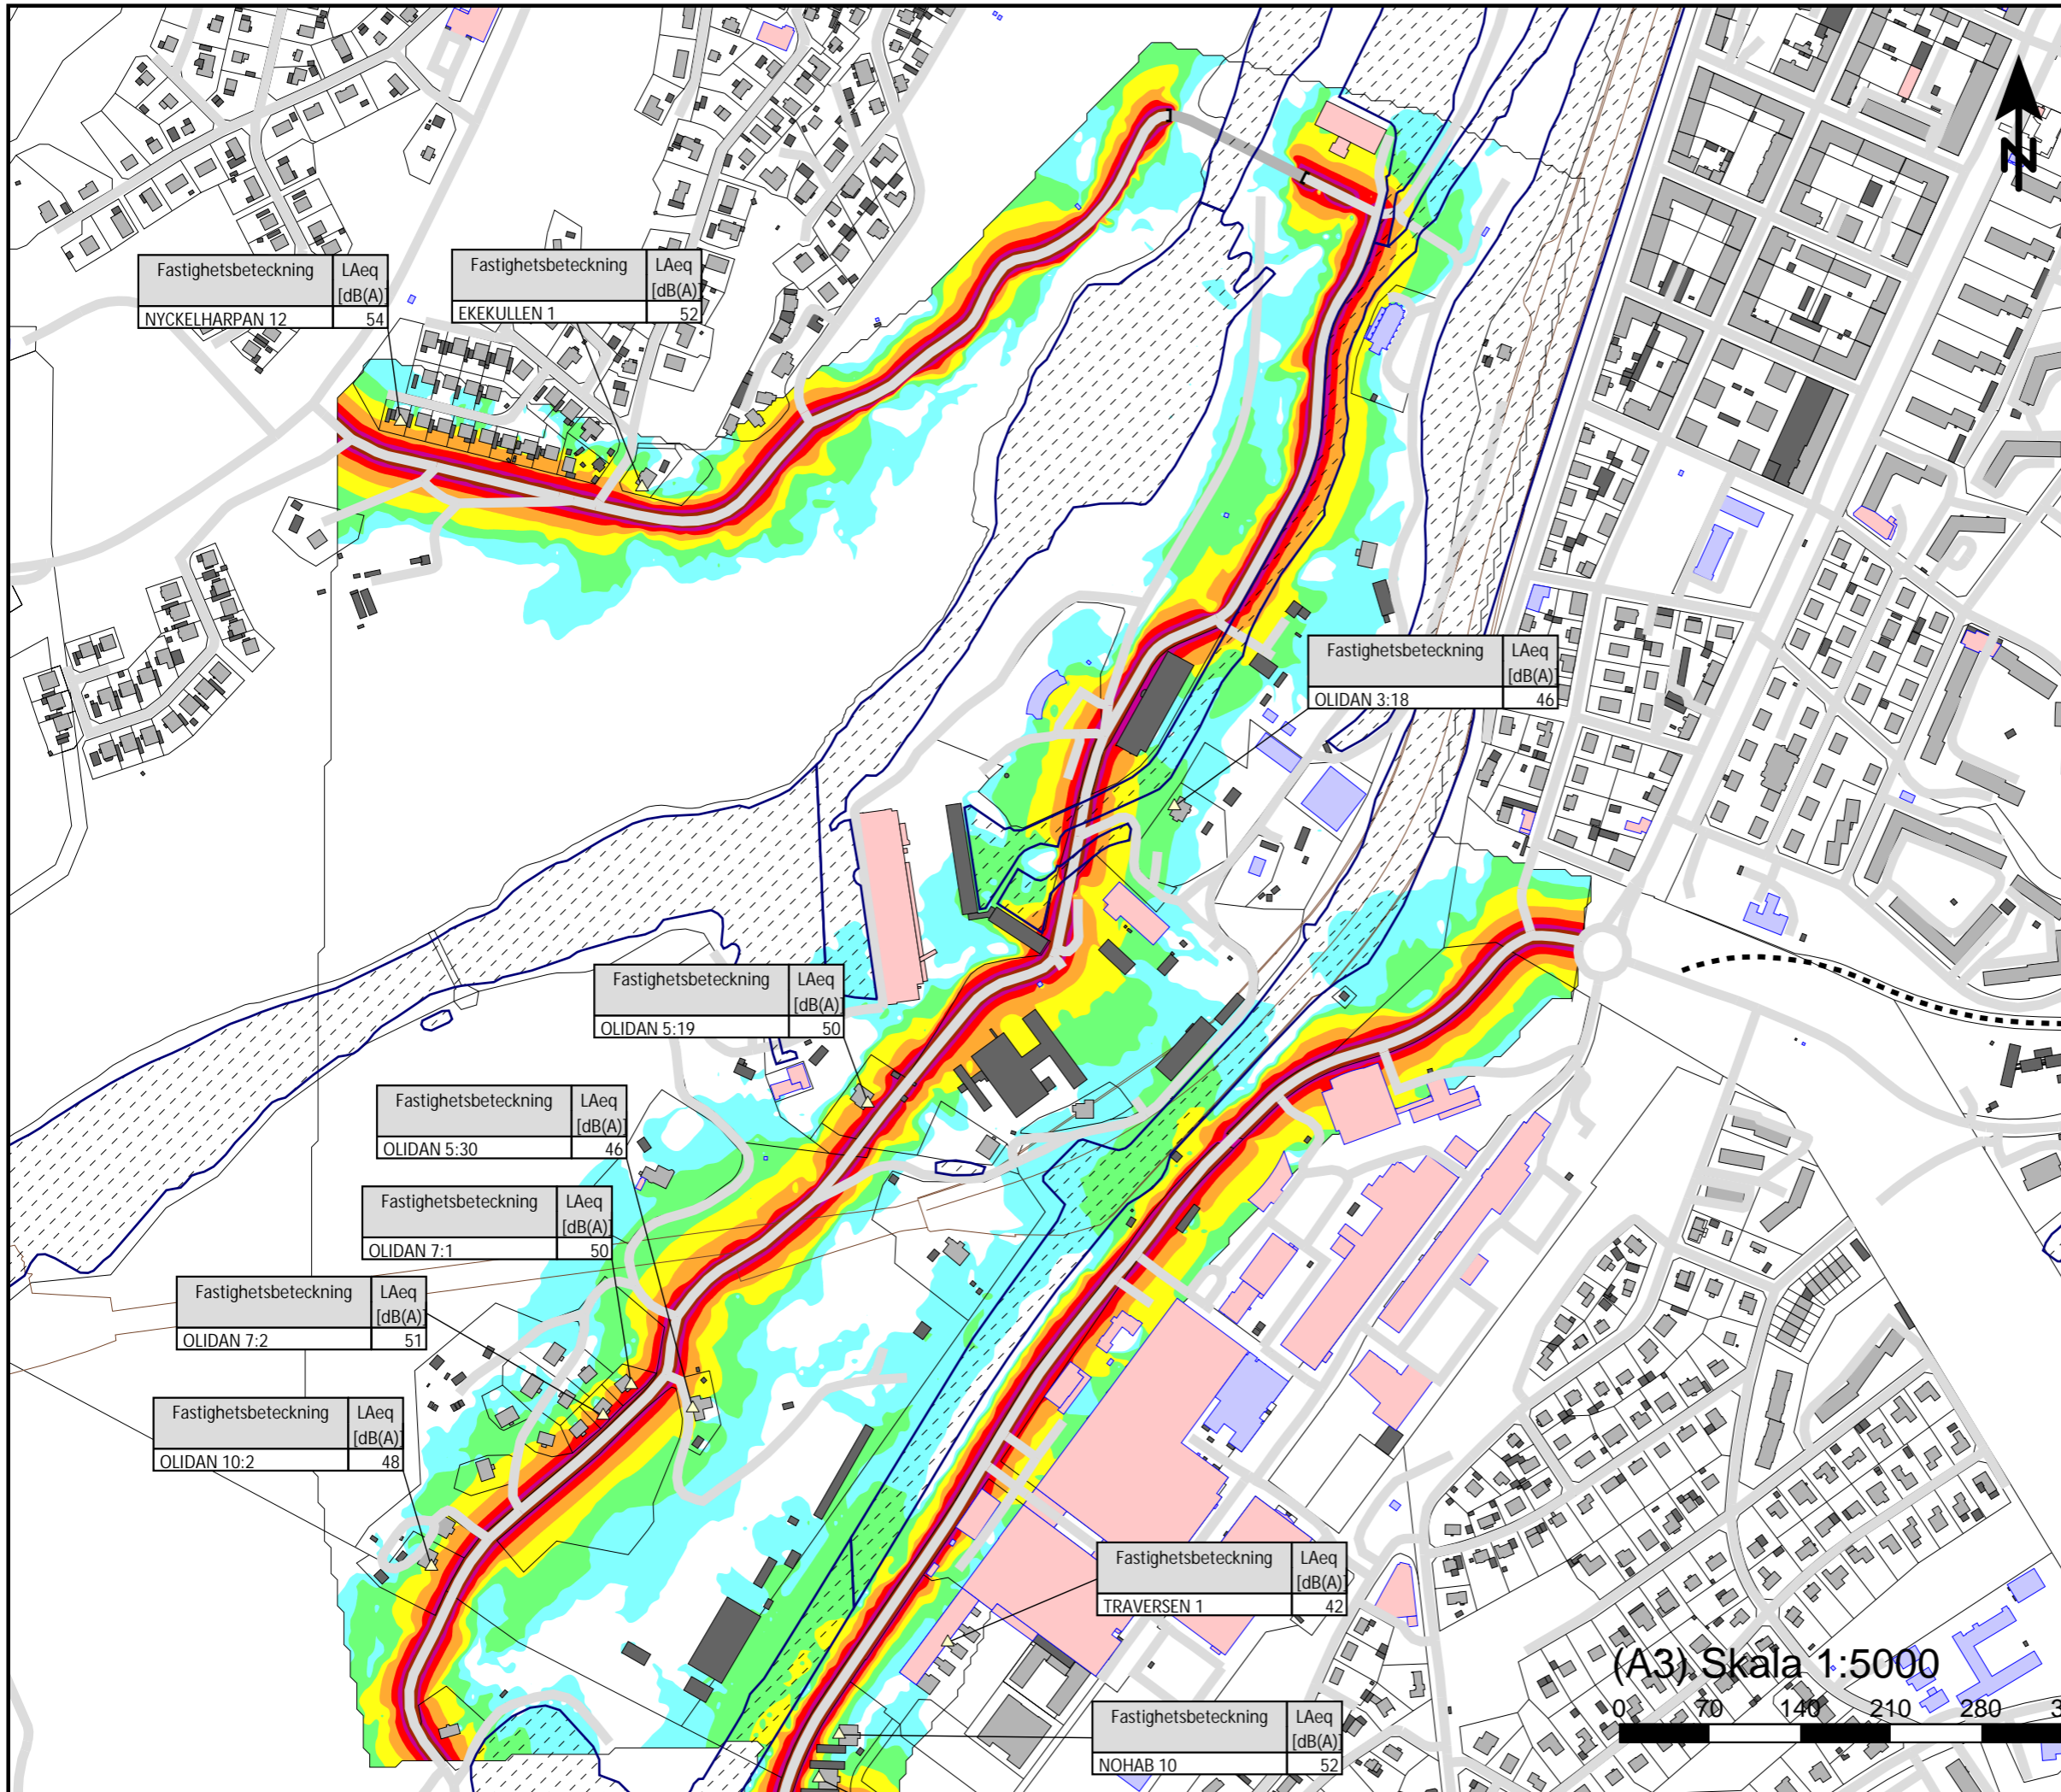 N
Fastighetsbeteckning LAeq
[dB(A)]
NYCKELHARPAN 12 54
Fastighetsbeteckning LAeq
[dB(A)]
EKEKULLEN 1 52
Fastighetsbeteckning LAeq
[dB(A)]
OLIDAN 3:18 46
Fastighetsbeteckning LAeq
[dB(A)]
OLIDAN 5:19 50
Fastighetsbeteckning LAeq
[dB(A)]
OLIDAN 5:30 46
Fastighetsbeteckning LAeq
[dB(A)]
OLIDAN 7:1 50
Fastighetsbeteckning LAeq
[dB(A)]
OLIDAN 7:2 51
Fastighetsbeteckning LAeq
[dB(A)]
OLIDAN 10:2 48
Fastighetsbeteckning LAeq
[dB(A)]
TRAVERSEN 1 42
Fastighetsbeteckning LAeq
[dB(A)]
NOHAB 10 52
(A3) Skala 1:5000
0 70 140 210 280